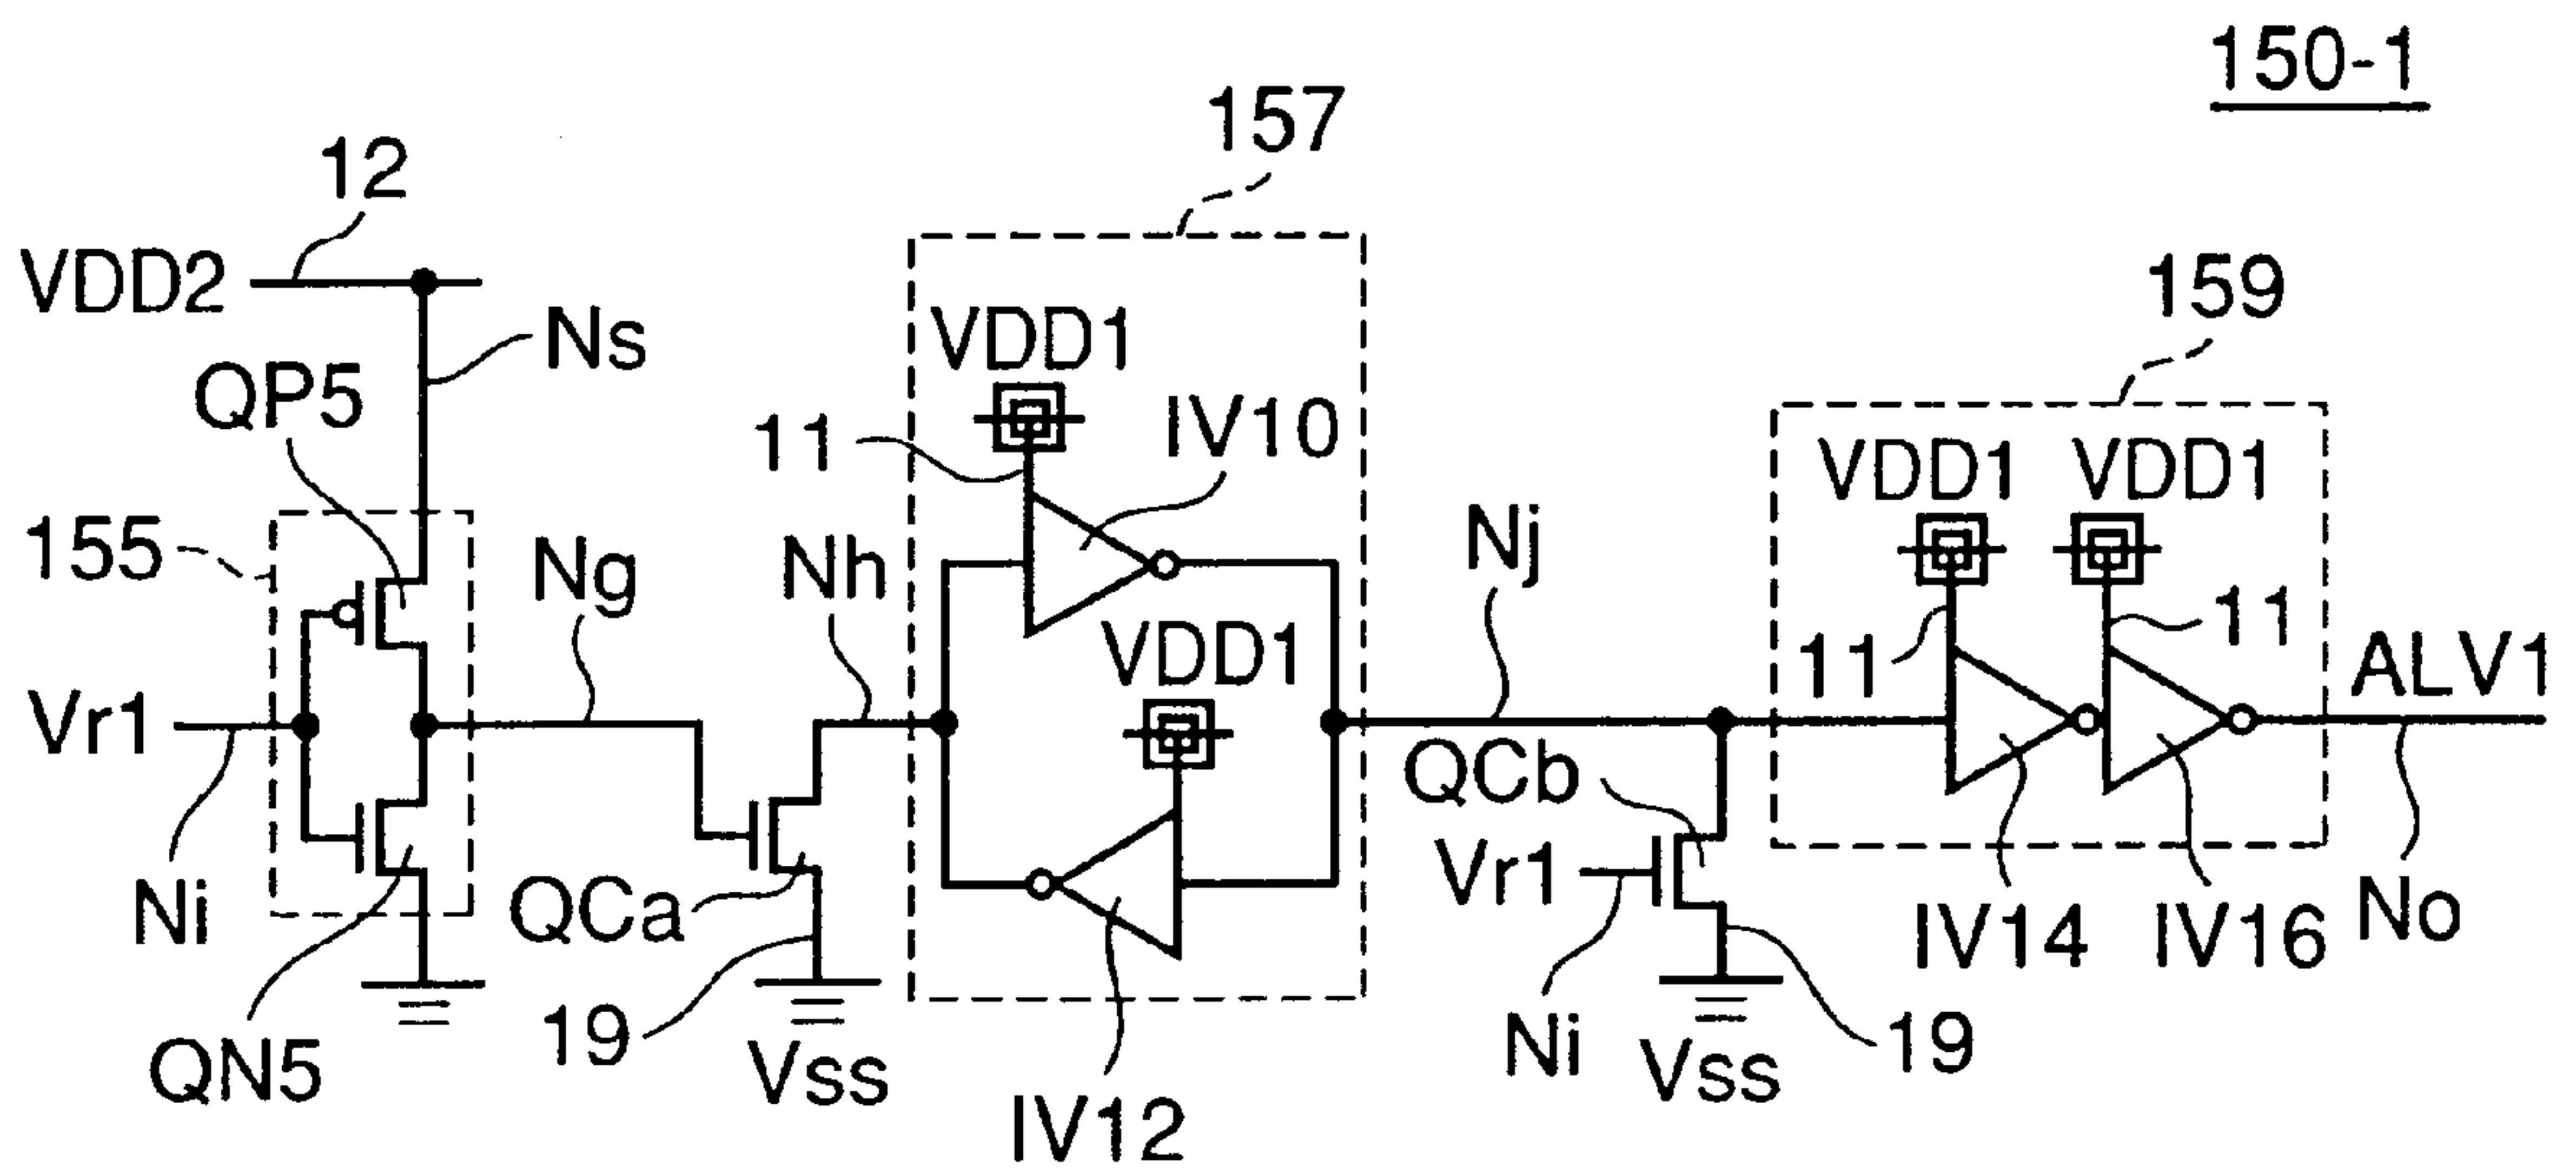 150-1
157
12
VDD2
159
Ns
VDD1
QP5
IV10
11
VDD1 VDD1
155
Ng
Nh
Nj
11
11
VDD1
ALV1
Vr1
QCb
Vr1
Ni
QCa
IV14
IV16
No
19
Ni
19
QN5
Vss
Vss
IV12